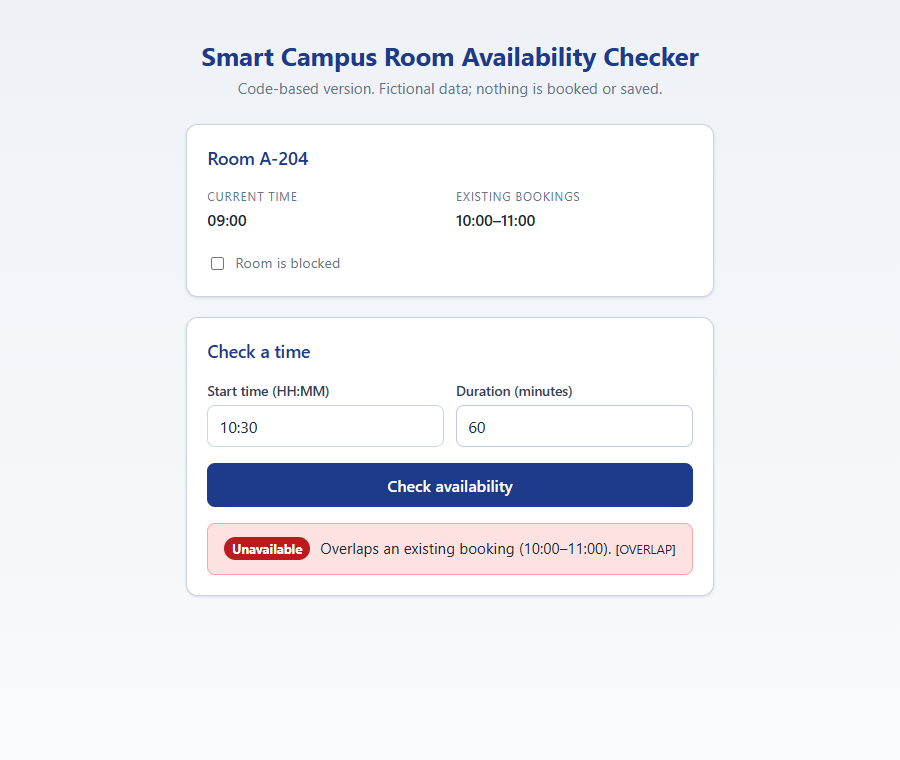 Smart Campus Room Availability Checker
Code-based version. Fictional data; nothing is booked or saved.
Room A-204
CURRENT TIME
09:00
EXISTING BOOKINGS
10:00–11:00
Room is blocked
Check a time
Start time (HH:MM)
10:30
Duration (minutes)
60
Check availability
Unavailable Overlaps an existing booking (10:00–11:00). [OVERLAP]